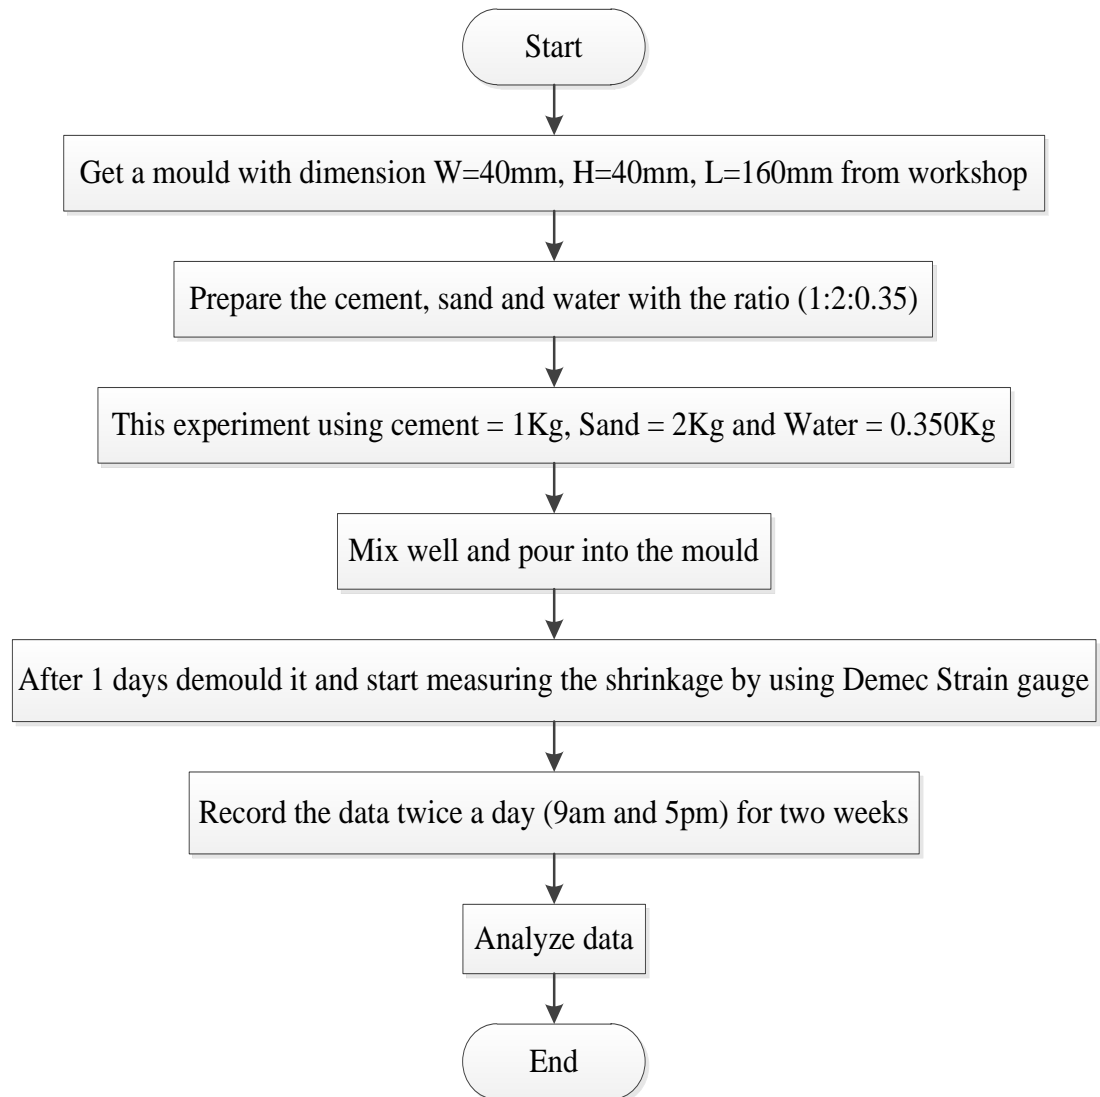 Start
Get a mould with dimension W=40mm, H=40mm, L=160mm from workshop
Prepare the cement, sand and water with the ratio (1:2:0.35)
This experiment using cement = 1Kg, Sand = 2Kg and Water = 0.350Kg
Mix well and pour into the mould
After 1 days demould it and start measuring the shrinkage by using Demec Strain gauge
Record the data twice a day (9am and 5pm) for two weeks
Analyze data
End